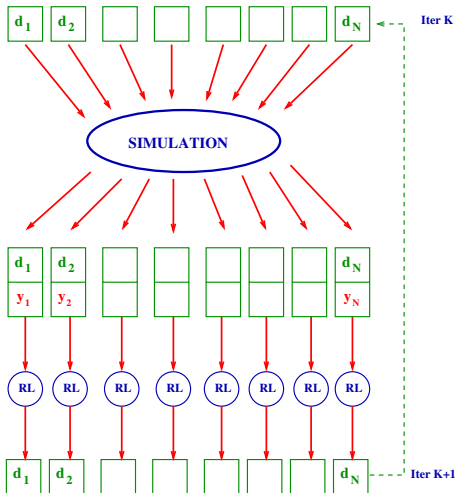 d1 d2 dN Iter K
SIMULATION
d1 d2 dN
y1 y2 yN
RL RL RL RL RL RL RL RL
d1 d2 dN Iter K+1